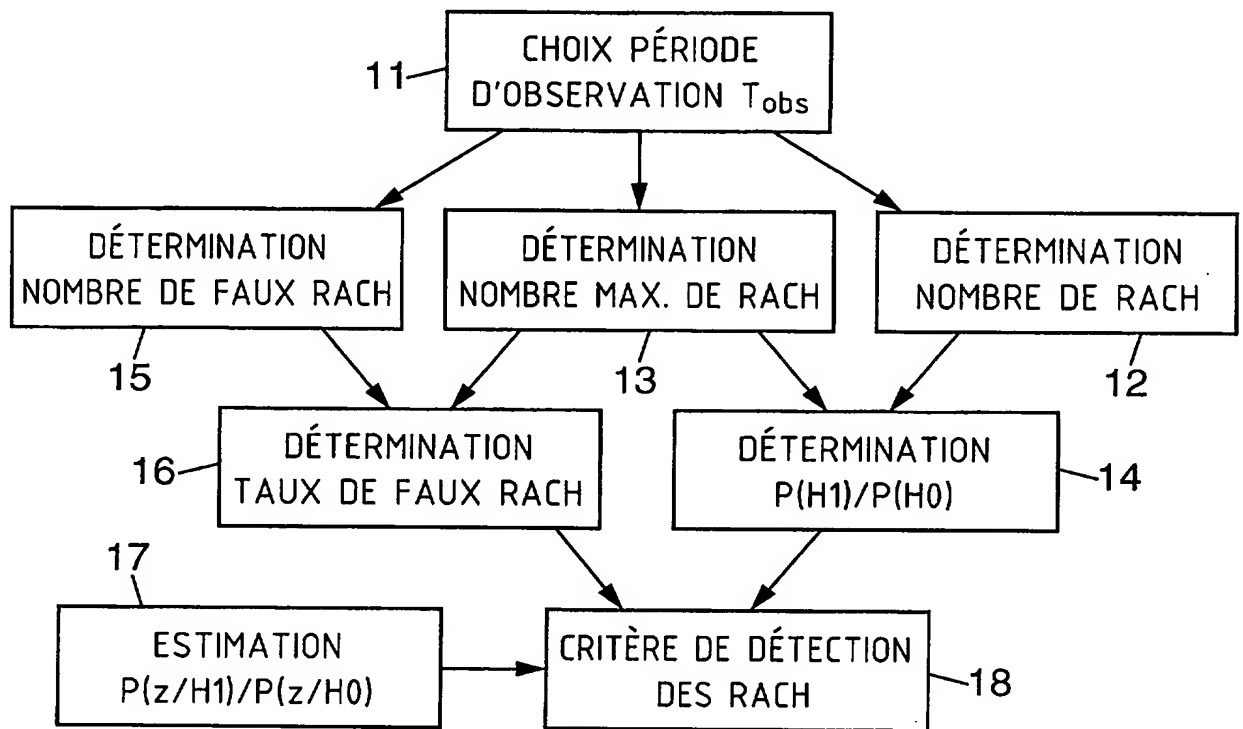 CHOIX PÉRIODE
D'OBSERVATION Tobs
11
DÉTERMINATION
NOMBRE DE FAUX RACH
15
DÉTERMINATION
NOMBRE MAX. DE RACH
13
DÉTERMINATION
NOMBRE DE RACH
12
DÉTERMINATION
TAUX DE FAUX RACH
16
DÉTERMINATION
P(H1)/P(H0)
14
17
ESTIMATION
P(z/H1)/P(z/H0)
CRITÈRE DE DÉTECTION
DES RACH
18